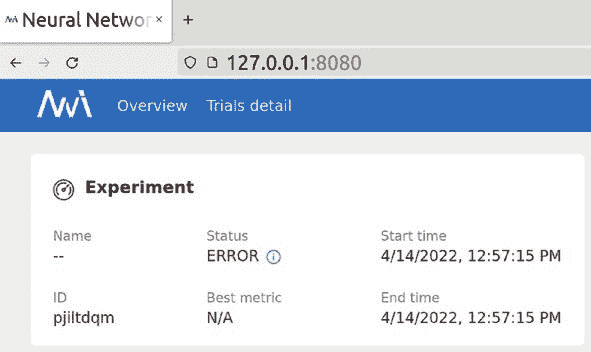 Neural Networ
127.0.0.1:8080
Overview Trials detail
Experiment
Name Status Start time
-- ERROR 4/14/2022, 12:57:15 PM
ID Best metric End time
pjiltdqm N/A 4/14/2022, 12:57:15 PM